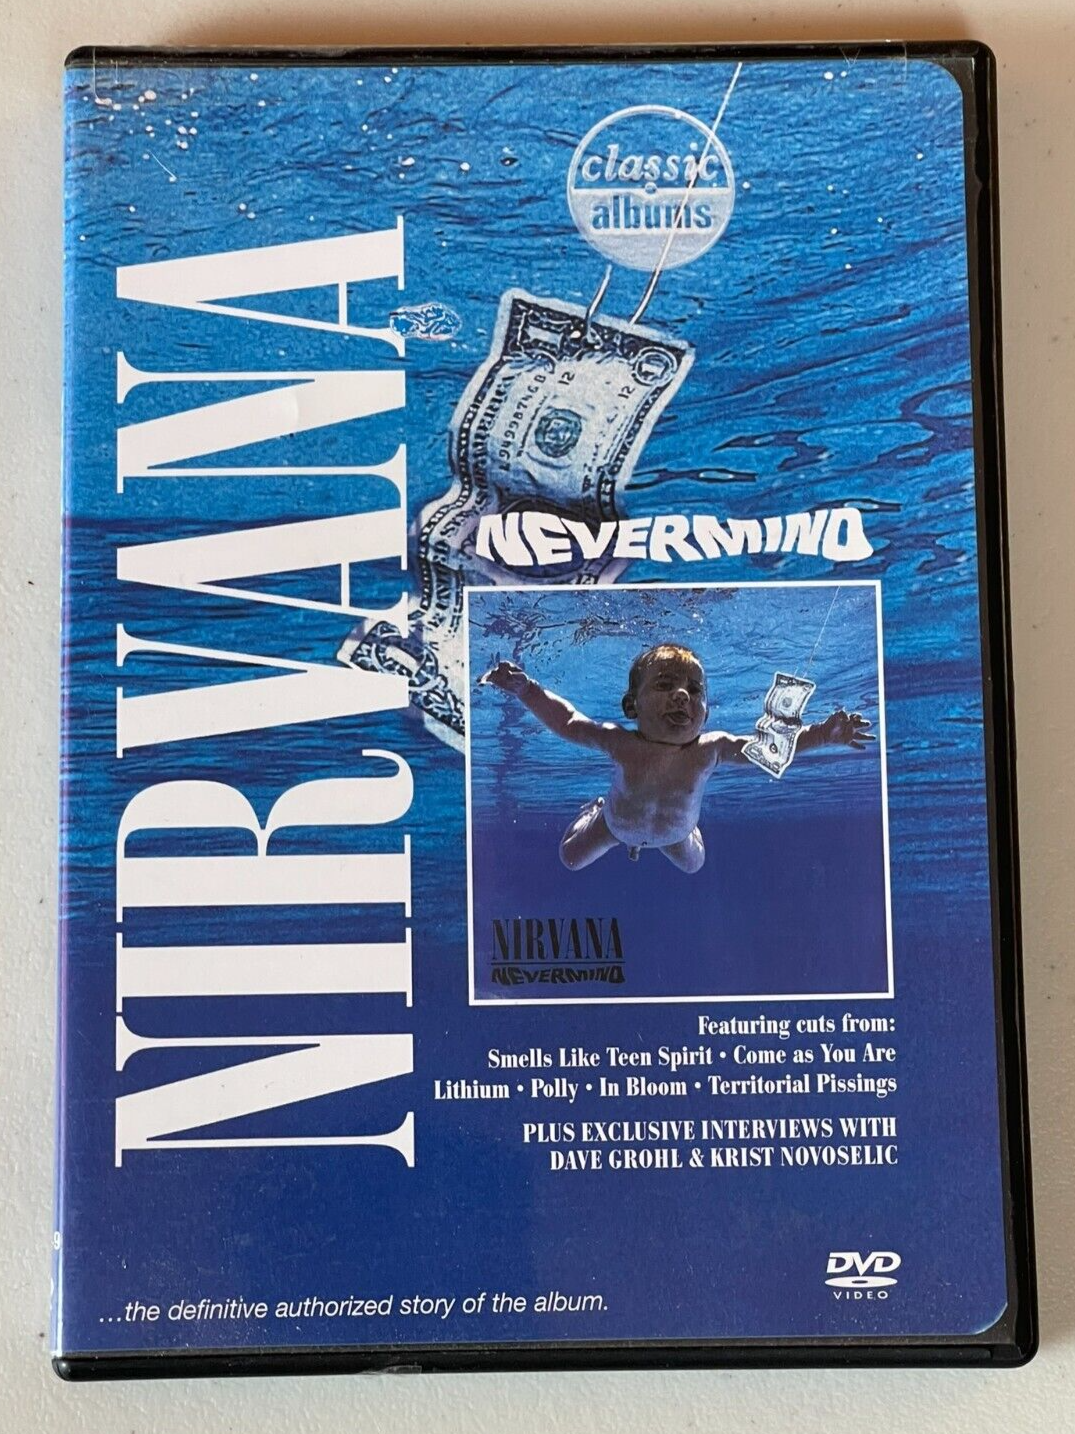 classic
albums
NIRVANA
NEVERMIND
NIRVANA
NEVERMIND
Featuring cuts from:
Smells Like Teen Spirit • Come as You Are
Lithium • Polly • In Bloom • Territorial Pissings
PLUS EXCLUSIVE INTERVIEWS WITH
DAVE GROHL & KRIST NOVOSELIC
...the definitive authorized story of the album.
DVD
VIDEO